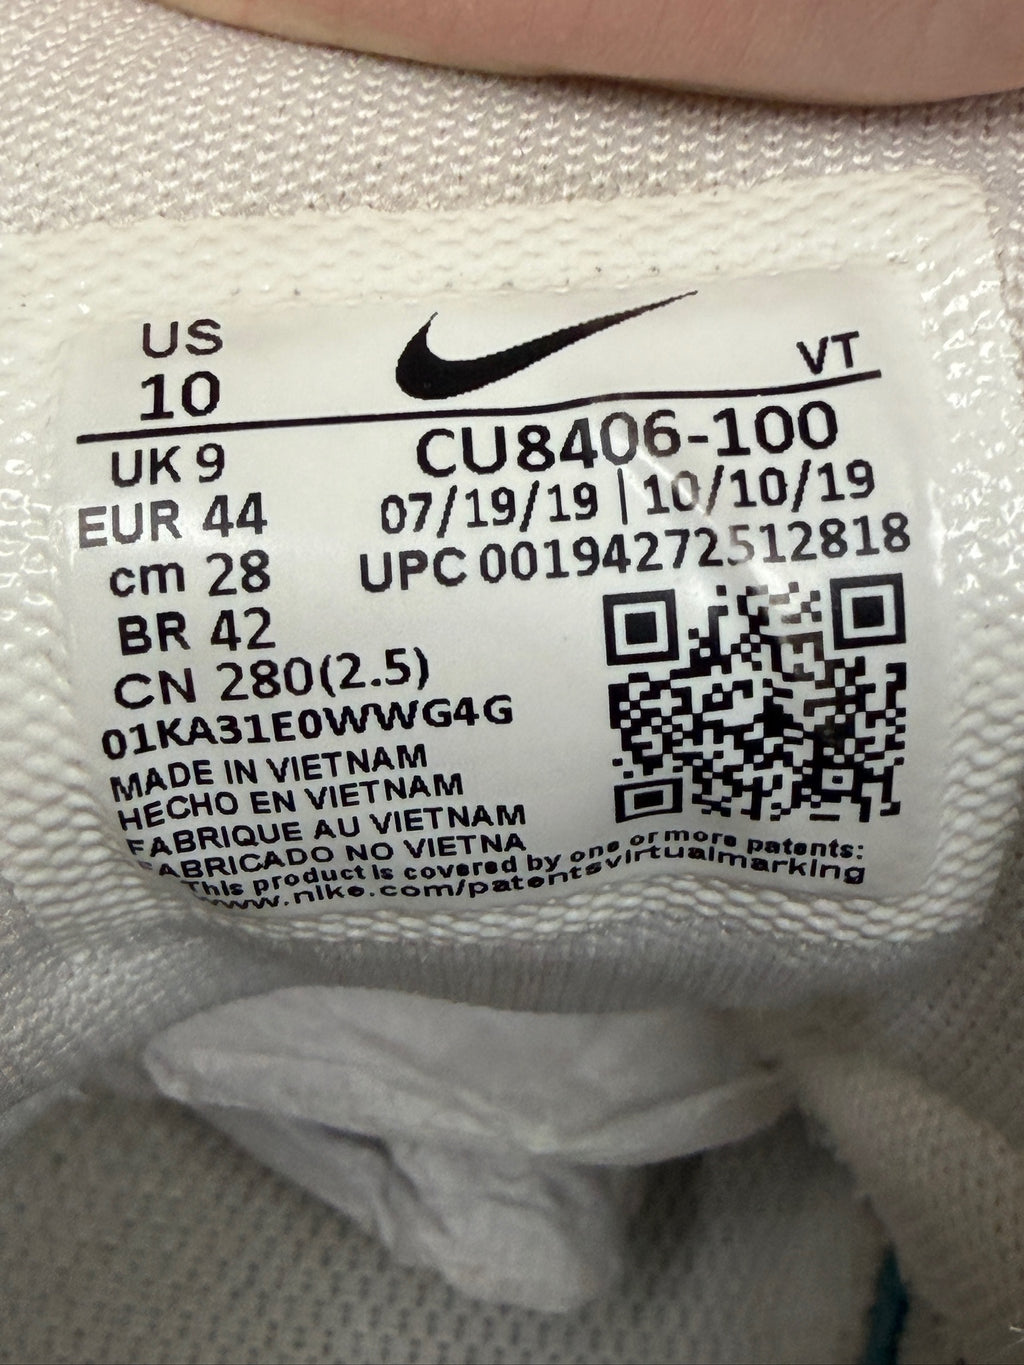 US
10
VT
UK 9
EUR 44
cm 28
BR 42
CN 280(2.5)
CU8406-100
07/19/19 | 10/10/19
UPC 00194272512818
01KA31E0WWG4G
MADE IN VIETNAM
HECHO EN VIETNAM
FABRIQUE AU VIETNAM
FABRICADO NO VIETNA
This product is covered by one or more patents:
www.nike.com/patentsvirtualmarking